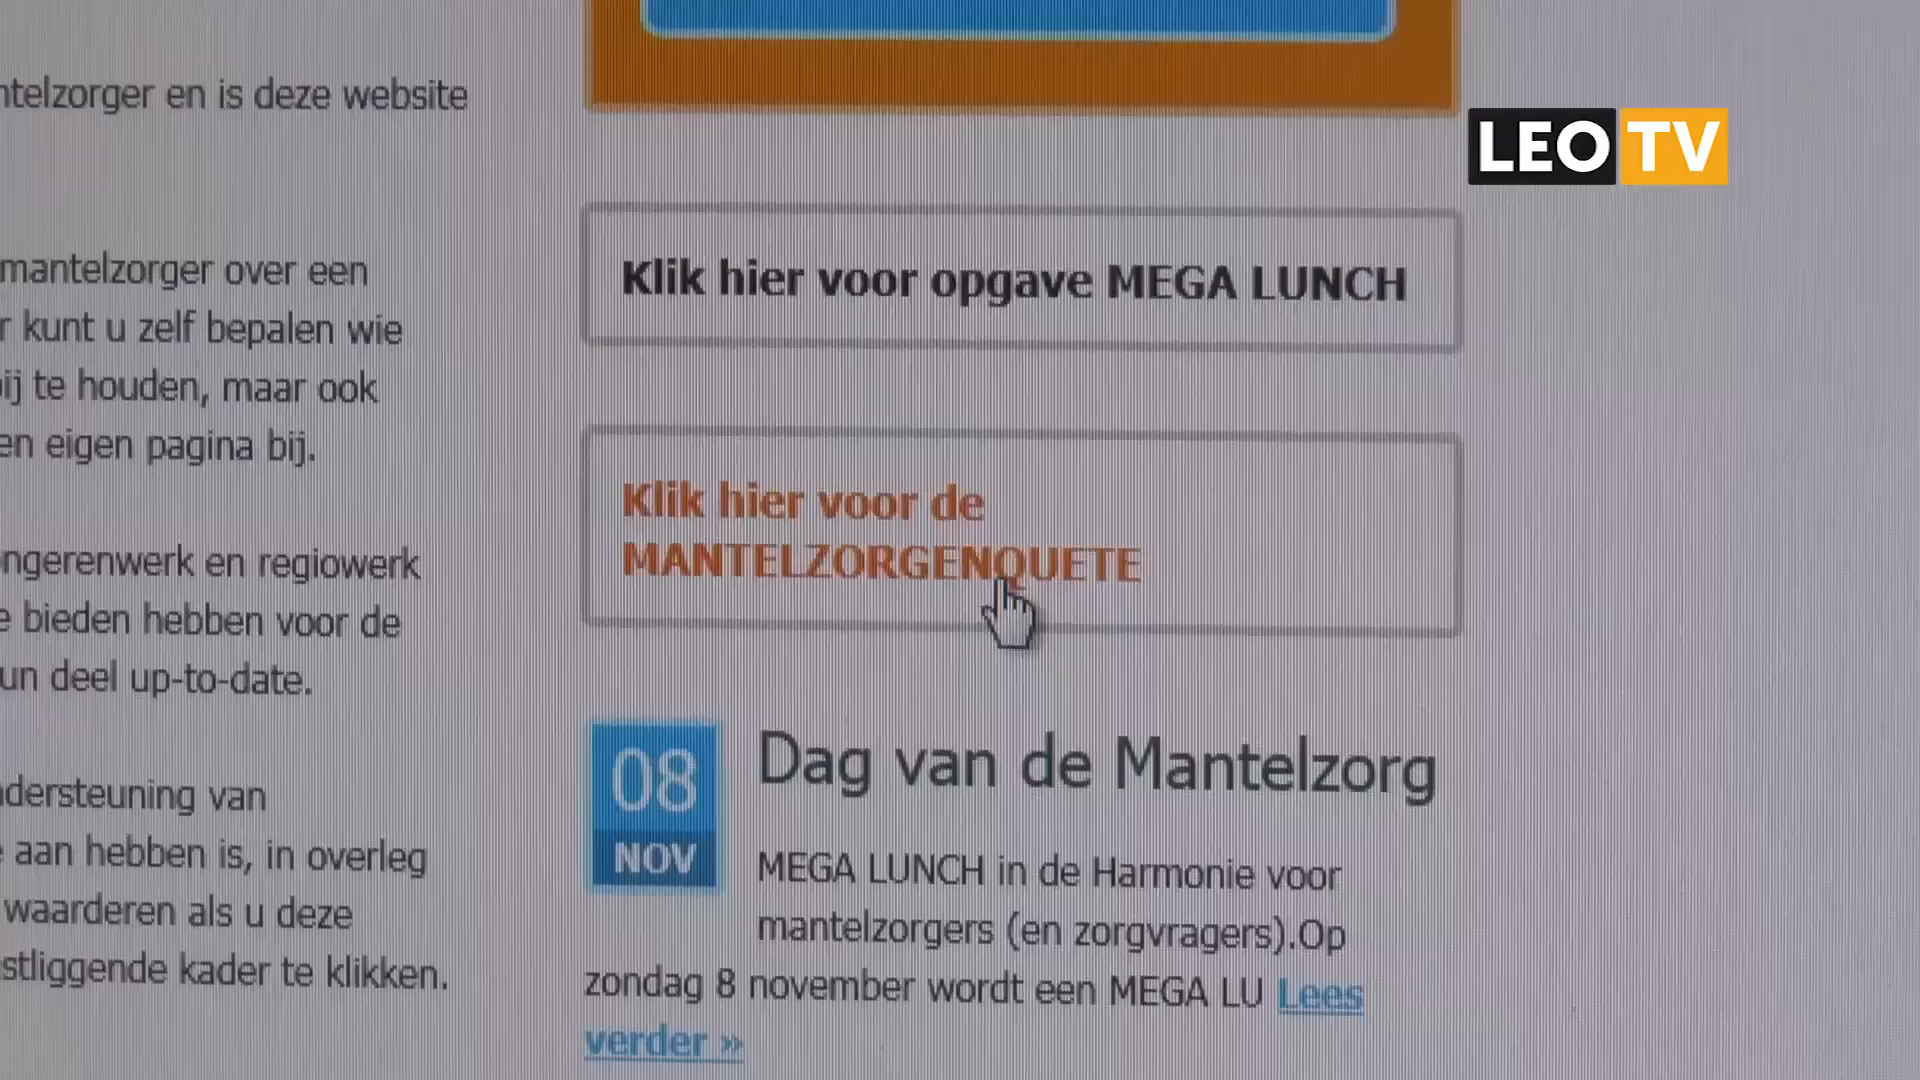 ntelzorger en is deze website
mantelzorger over een
r kunt u zelf bepalen wie
ij te houden, maar ook
en eigen pagina bij.
ngerenwerk en regiowerk
e bieden hebben voor de
un deel up-to-date.
dersteuning van
e aan hebben is, in overleg
waarderen als u deze
stliggende kader te klikken.
LEO TV
Klik hier voor opgave MEGA LUNCH
Klik hier voor de
MANTELZORGENQUETE
08
NOV
Dag van de Mantelzorg
MEGA LUNCH in de Harmonie voor
mantelzorgers (en zorgvragers).Op
zondag 8 november wordt een MEGA LU Lees
verder »